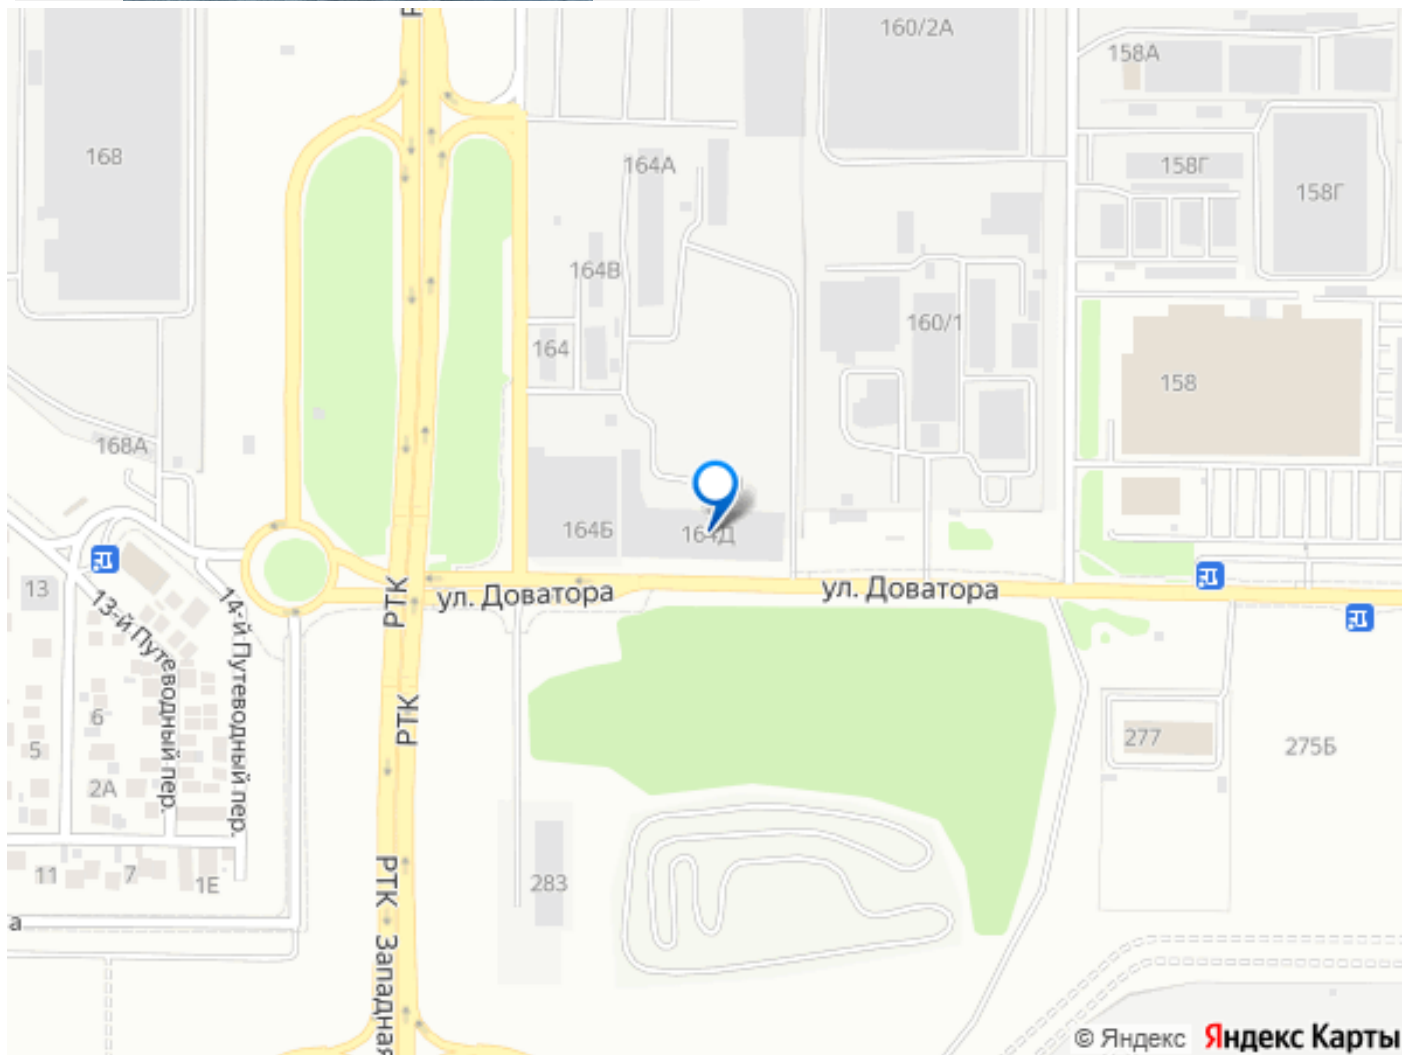 160/2А
158А
168
164А
158Г
158Г
164В
160/1
164
158
168А
164Б
164Д
13
ул. Доватора
ул. Доватора
РТК
13-й Путеводный пер.
14-й Путеводный пер.
6
РТК
5
277
275Б
2А
11
7
1Е
283
РТК Западная
а
© Яндекс
Яндекс Карты